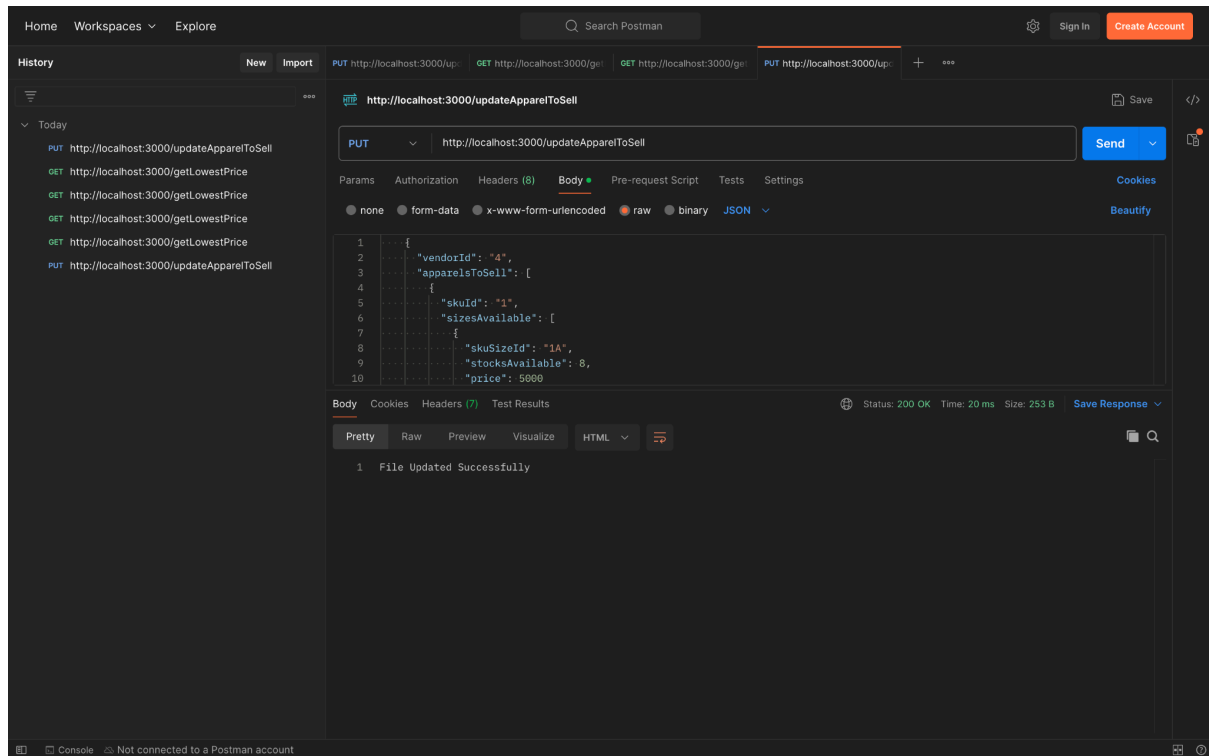 Home Workspaces Explore Search Postman Sign In Create Account
History New Import
PUT http://localhost:3000/upd GET http://localhost:3000/get GET http://localhost:3000/get PUT http://localhost:3000/upd
HTTP http://localhost:3000/updateApparelToSell Save </>
Today
PUT http://localhost:3000/updateApparelToSell
GET http://localhost:3000/getLowestPrice
GET http://localhost:3000/getLowestPrice
GET http://localhost:3000/getLowestPrice
GET http://localhost:3000/getLowestPrice
PUT http://localhost:3000/updateApparelToSell
PUT http://localhost:3000/updateApparelToSell Send
Params Authorization Headers (8) Body Pre-request Script Tests Settings Cookies
none form-data x-www-form-urlencoded raw binary JSON Beautify
1 {
2 "vendorId": "4",
3 "apparelsToSell": [
4 {
5 "skuId": "1",
6 "sizesAvailable": [
7 {
8 "skuSizeId": "1A",
9 "stocksAvailable": 8,
10 "price": 5000
Body Cookies Headers (7) Test Results Status: 200 OK Time: 20 ms Size: 253 B Save Response
Pretty Raw Preview Visualize HTML
1 File Updated Successfully
Console Not connected to a Postman account